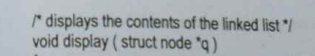 /* displays the contents of the linked list */
void display ( struct node *q )